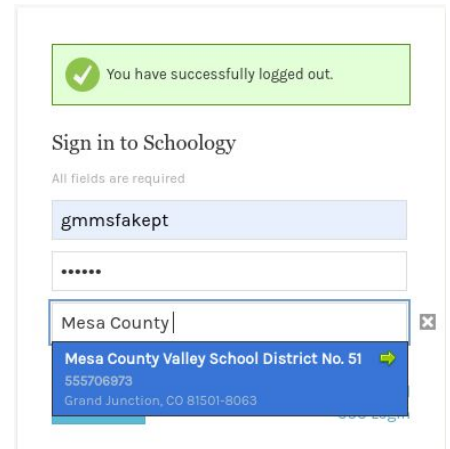 You have successfully logged out.
Sign in to Schoology
All fields are required
gmmsfakept
••••••
Mesa County
Mesa County Valley School District No. 51
555706973
Grand Junction, CO 81501-8063
Login